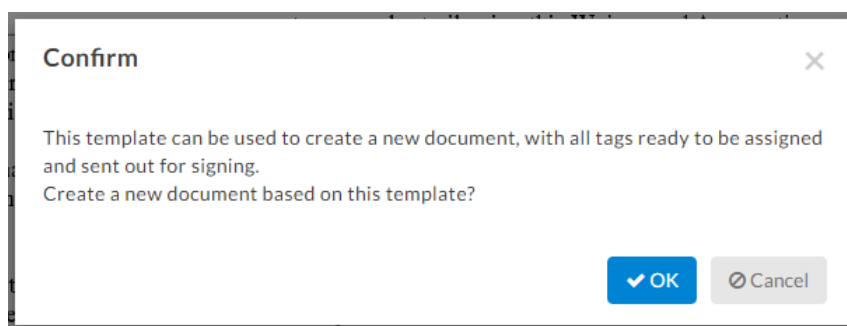 Confirm
This template can be used to create a new document, with all tags ready to be assigned
and sent out for signing.
Create a new document based on this template?
OK
Cancel